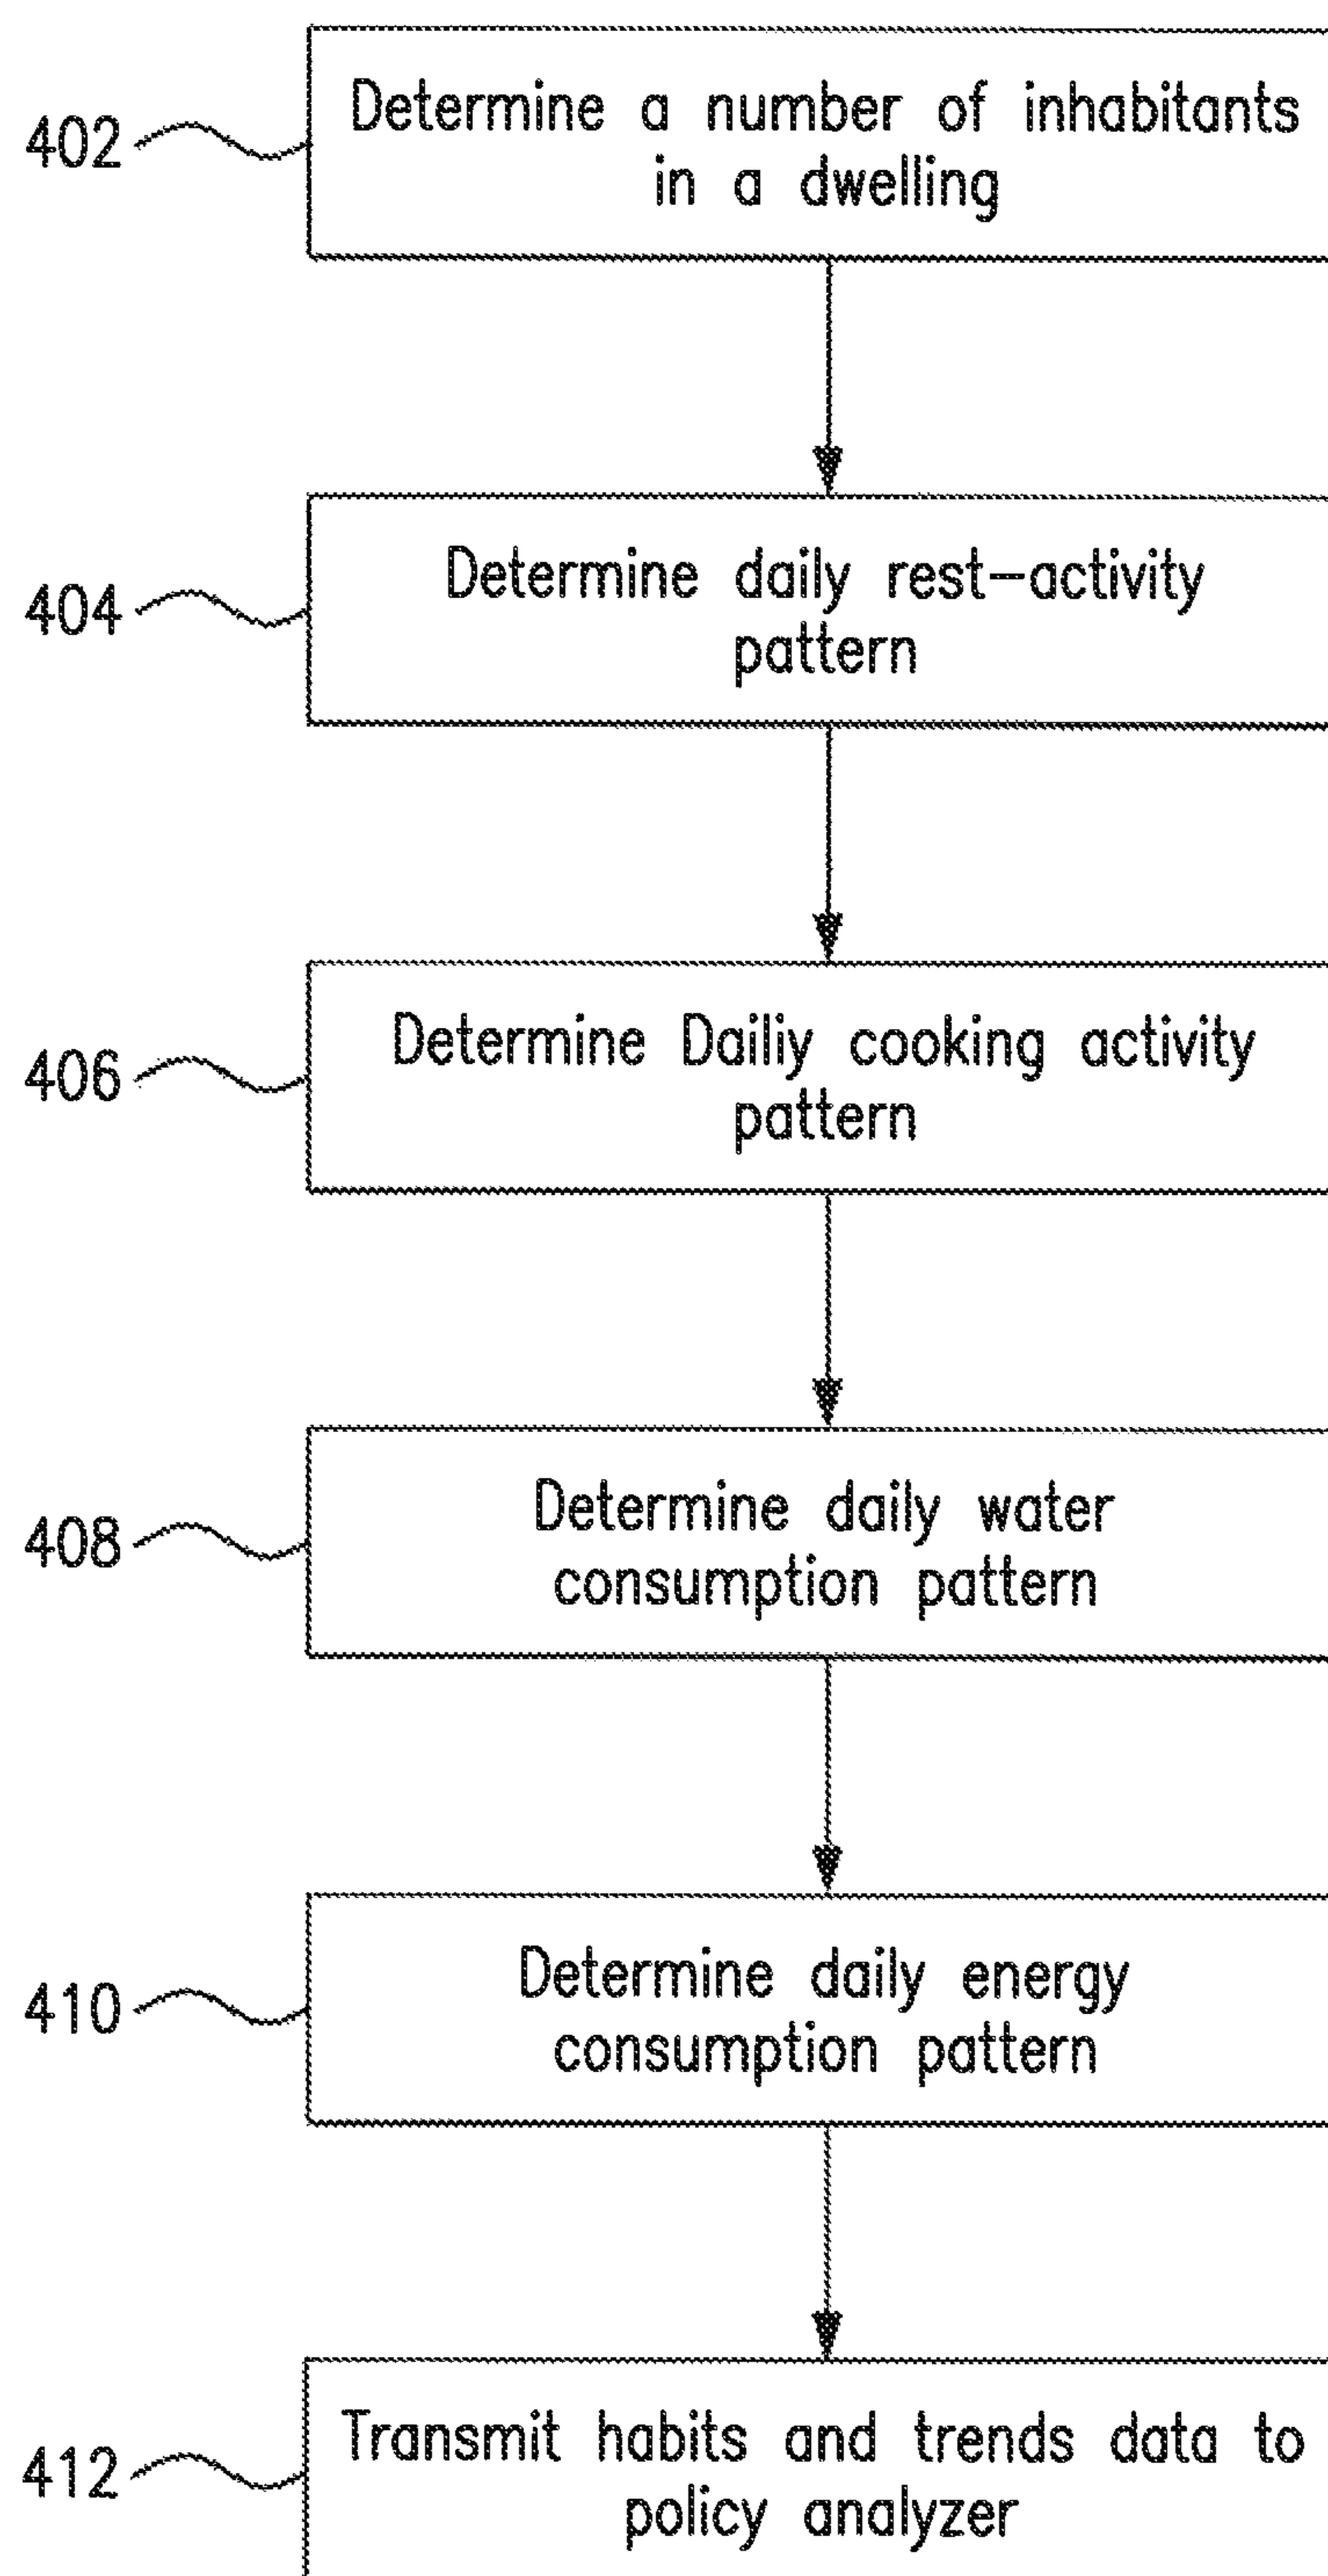 402
Determine a number of inhabitants
in a dwelling
404
Determine daily rest-activity
pattern
406
Determine Dailiy cooking activity
pattern
408
Determine daily water
consumption pattern
410
Determine daily energy
consumption pattern
412
Transmit habits and trends data to
policy analyzer